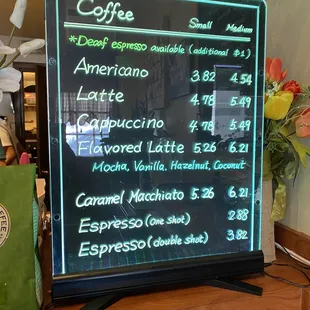 Coffee Small Medium
*Decaf espresso available (additional $1)
Americano 3.82 4.54
Latte 4.78 5.49
Cappuccino 4.78 5.49
Flavored Latte 5.26 6.21
Mocha, Vanilla, Hazelnut, Coconut
Caramel Macchiato 5.26 6.21
Espresso (one shot) 2.88
Espresso (double shot) 3.82